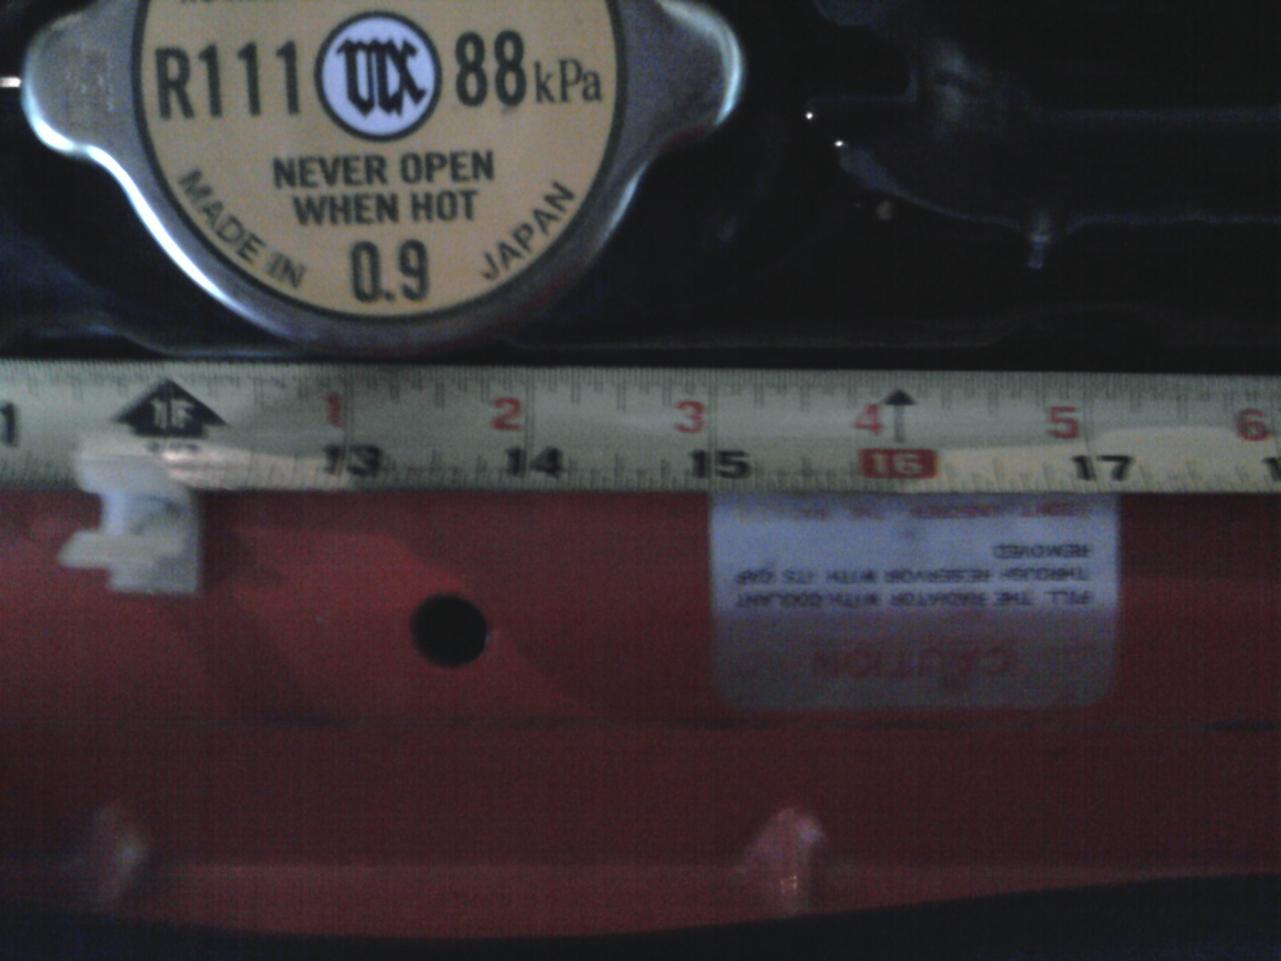 R111 88kPa
NEVER OPEN
WHEN HOT
MADE IN 0.9 JAPAN
1 1F 1 2 3 4 5 6
13 14 15 16 17
CAUTION
FILL THE RADIATOR WITH COOLANT
THROUGH RESERVOIR WITH ITS CAP
REMOVED